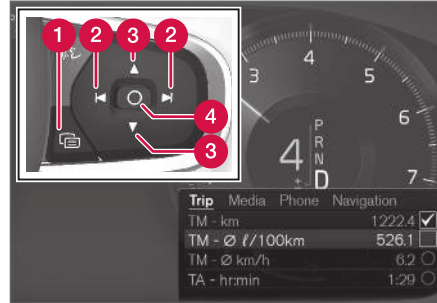 1
2
3
2
4
3
3
4
5
6
7
4
P
R
N
D
±
Trip Media Phone Navigation
TM - km 1222.4
TM - Ø ℓ/100km 526.1
TM - Ø km/h 6.2
TA - hr:min 1:29